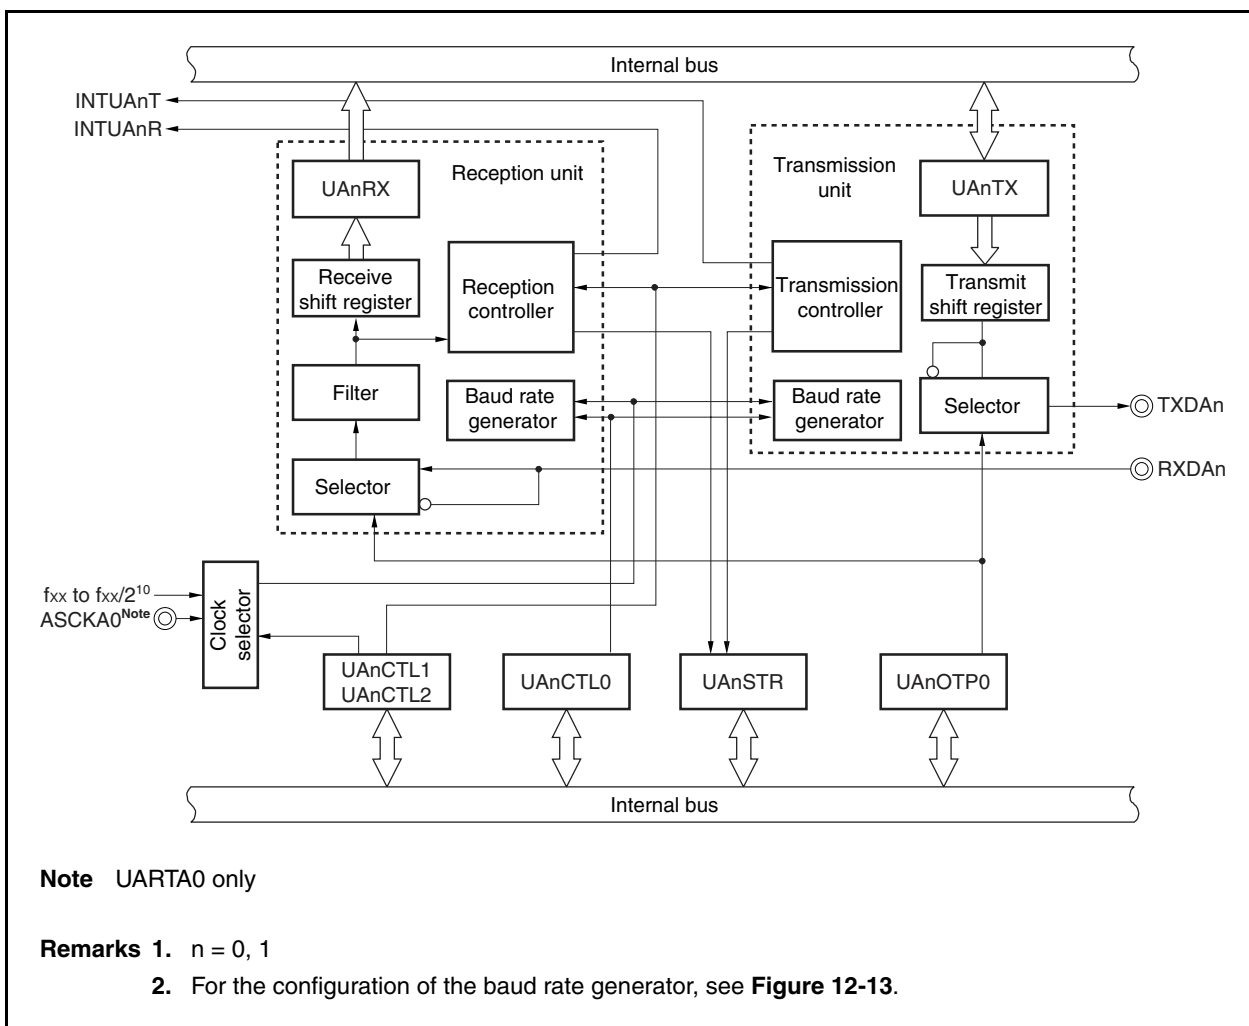 Internal bus
INTUAnT
INTUAnR
Reception unit
Transmission
unit
UAnRX
UAnTX
Receive
shift register
Reception
controller
Transmission
controller
Transmit
shift register
Filter
Baud rate
generator
Baud rate
generator
Selector
TXDAn
RXDAn
Selector
fxx to fxx/2¹⁰
ASCKA0Note
Clock
selector
UAnCTL1
UAnCTL2
UAnCTL0
UAnSTR
UAnOTP0
Internal bus
Note UARTA0 only
Remarks 1. n = 0, 1
2. For the configuration of the baud rate generator, see Figure 12-13.